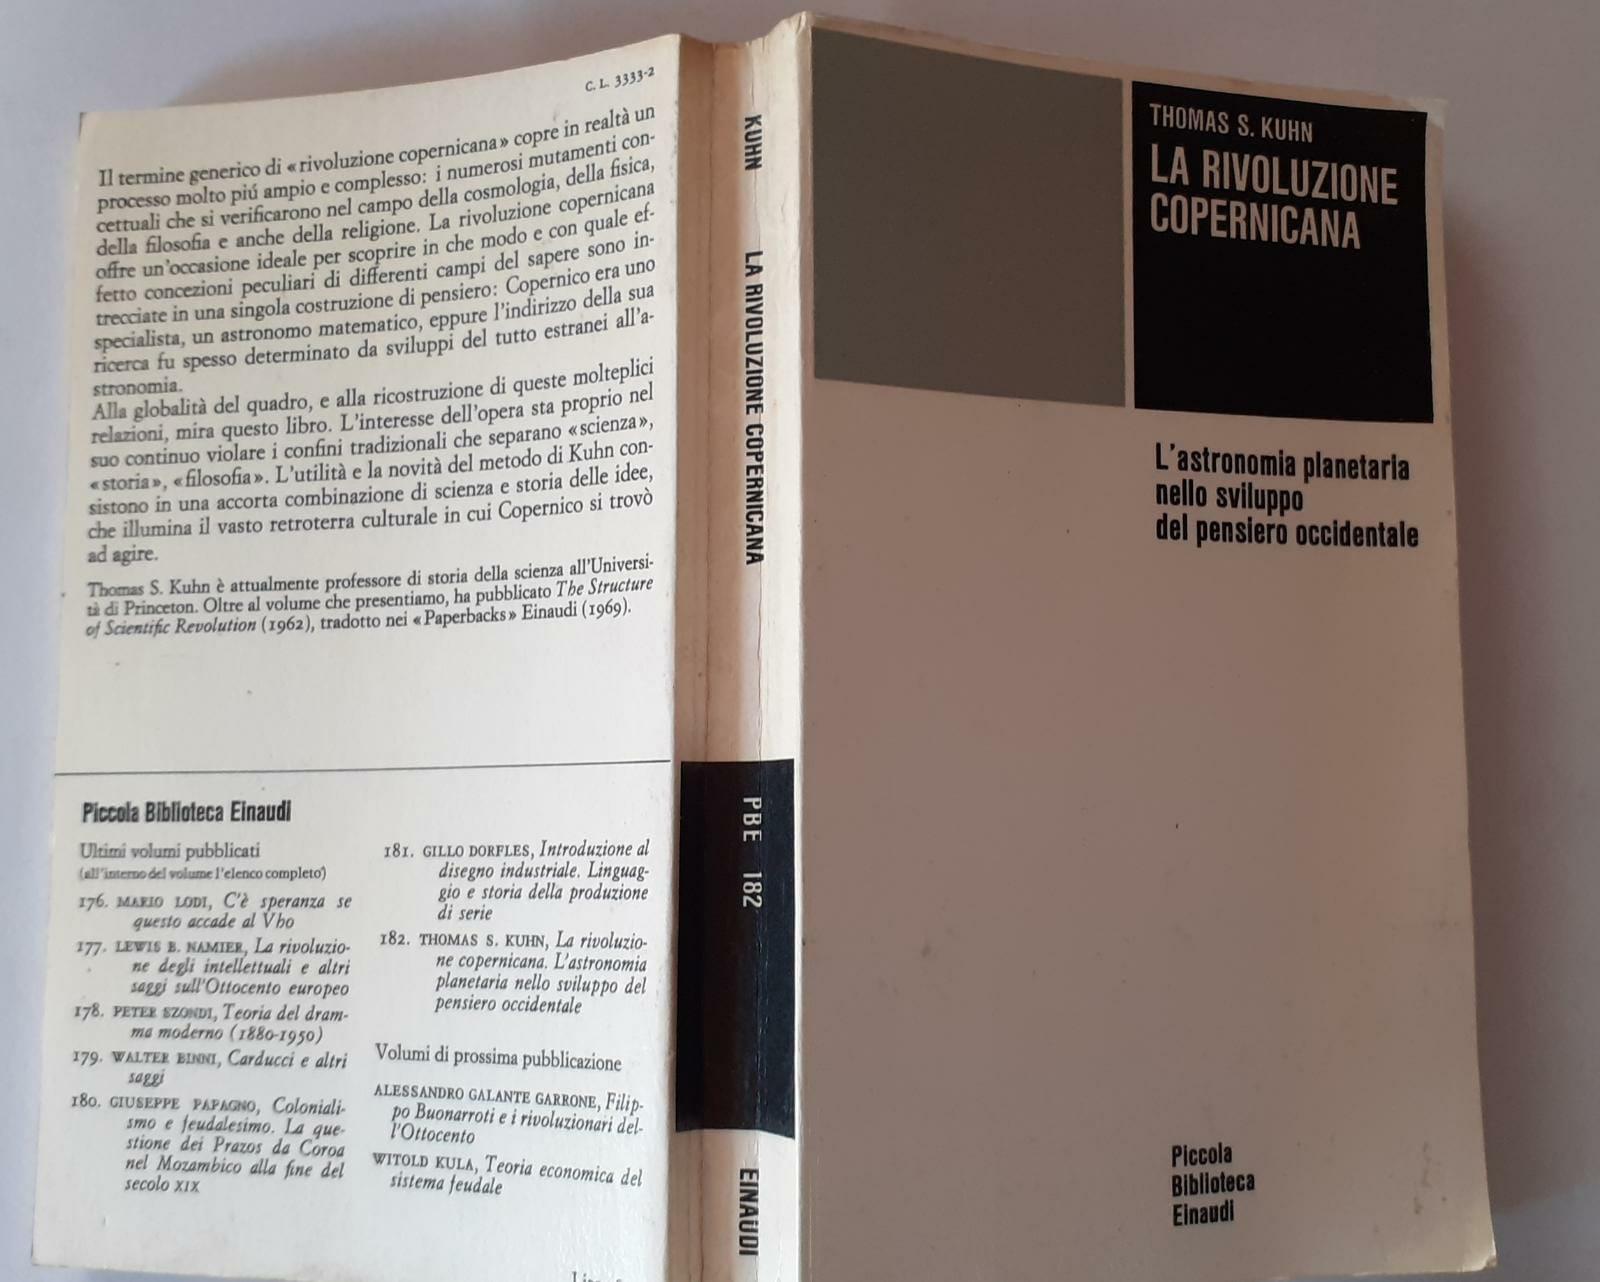 C. L. 3333-2
Il termine generico di «rivoluzione copernicana» copre in realtà un
processo molto piú ampio e complesso: i numerosi mutamenti con-
cettuali che si verificarono nel campo della cosmologia, della fisica,
della filosofia e anche della religione. La rivoluzione copernicana
offre un'occasione ideale per scoprire in che modo e con quale ef-
fetto concezioni peculiari di differenti campi del sapere sono in-
trecciate in una singola costruzione di pensiero: Copernico era uno
specialista, un astronomo matematico, eppure l'indirizzo della sua
ricerca fu spesso determinato da sviluppi del tutto estranei all'a-
stronomia.
Alla globalità del quadro, e alla ricostruzione di queste molteplici
relazioni, mira questo libro. L'interesse dell'opera sta proprio nel
suo continuo violare i confini tradizionali che separano «scienza»,
«storia», «filosofia». L'utilità e la novità del metodo di Kuhn con-
sistono in una accorta combinazione di scienza e storia delle idee,
che illumina il vasto retroterra culturale in cui Copernico si trovò
ad agire.
Thomas S. Kuhn è attualmente professore di storia della scienza all'Universi-
tà di Princeton. Oltre al volume che presentiamo, ha pubblicato The Structure
of Scientific Revolution (1962), tradotto nei «Paperbacks» Einaudi (1969).
Piccola Biblioteca Einaudi
Ultimi volumi pubblicati
(all'interno del volume l'elenco completo)
176. MARIO LODI, C'è speranza se
questo accade al Vho
177. LEWIS B. NAMIER, La rivoluzio-
ne degli intellettuali e altri
saggi sull'Ottocento europeo
178. PETER SZONDI, Teoria del dram-
ma moderno (1880-1950)
179. WALTER BINNI, Carducci e altri
saggi
180. GIUSEPPE PAPAGNO, Coloniali-
smo e feudalesimo. La que-
stione dei Prazos da Coroa
nel Mozambico alla fine del
secolo XIX
181. GILLO DORFLES, Introduzione al
disegno industriale. Linguag-
gio e storia della produzione
di serie
182. THOMAS S. KUHN, La rivoluzio-
ne copernicana. L'astronomia
planetaria nello sviluppo del
pensiero occidentale
Volumi di prossima pubblicazione
ALESSANDRO GALANTE GARRONE, Filip-
po Buonarroti e i rivoluzionari del-
l'Ottocento
WITOLD KULA, Teoria economica del
sistema feudale
KUHN LA RIVOLUZIONE COPERNICANA PBE 182 EINAUDI
THOMAS S. KUHN
LA RIVOLUZIONE
COPERNICANA
L'astronomia planetaria
nello sviluppo
del pensiero occidentale
Piccola
Biblioteca
Einaudi